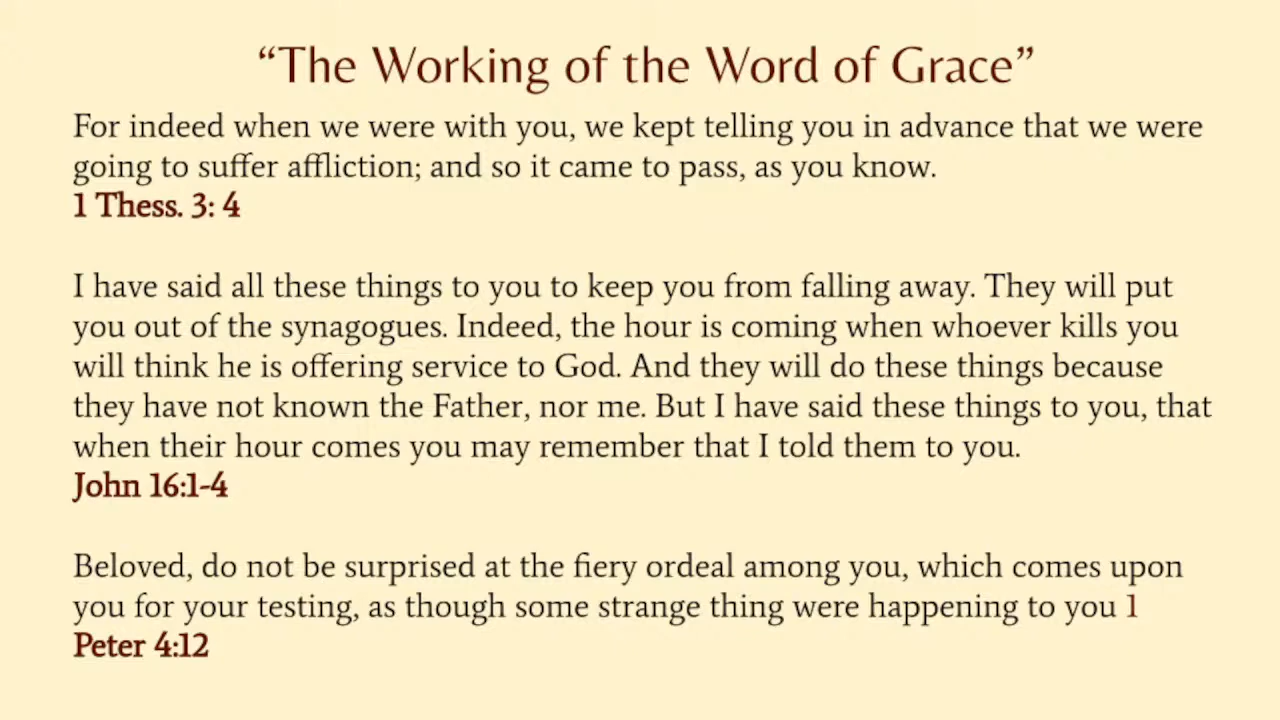 “The Working of the Word of Grace”
For indeed when we were with you, we kept telling you in advance that we were
going to suffer affliction; and so it came to pass, as you know.
1 Thess. 3: 4
I have said all these things to you to keep you from falling away. They will put
you out of the synagogues. Indeed, the hour is coming when whoever kills you
will think he is offering service to God. And they will do these things because
they have not known the Father, nor me. But I have said these things to you, that
when their hour comes you may remember that I told them to you.
John 16:1-4
Beloved, do not be surprised at the fiery ordeal among you, which comes upon
you for your testing, as though some strange thing were happening to you 1
Peter 4:12